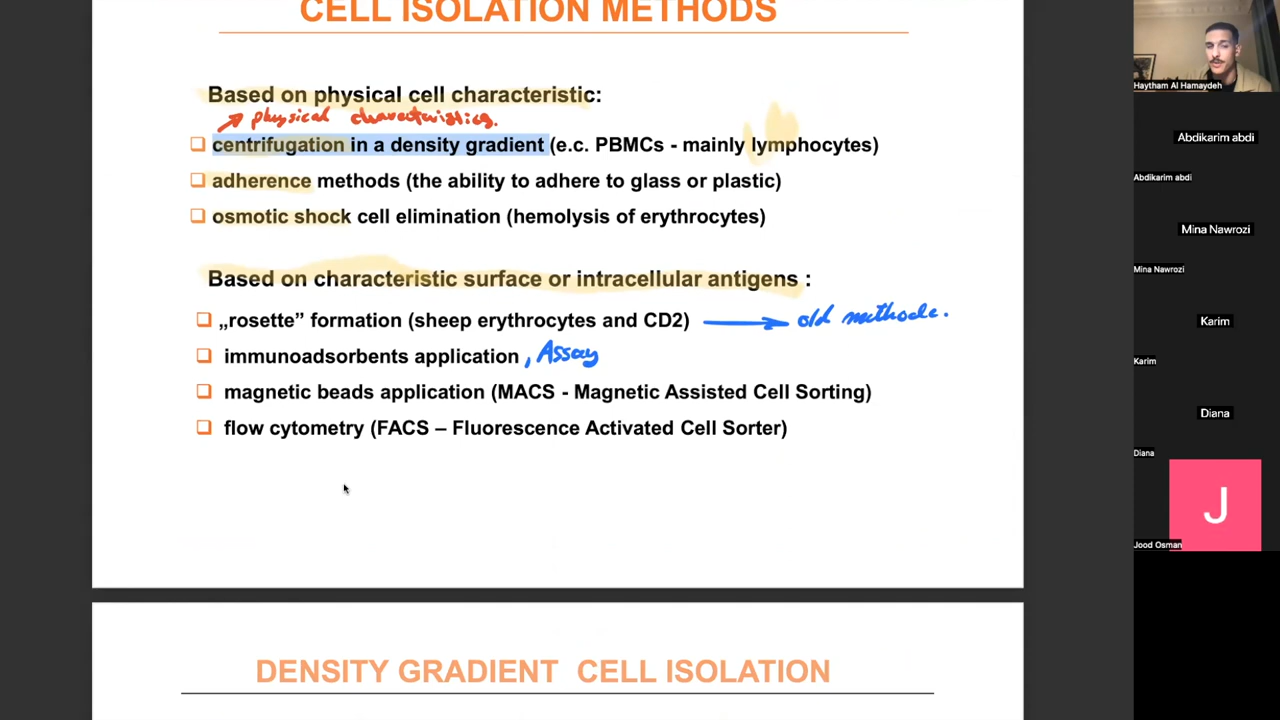 CELL ISOLATION METHODS
Based on physical cell characteristic:
physical characteristics.
❑ centrifugation in a density gradient (e.c. PBMCs - mainly lymphocytes)
❑ adherence methods (the ability to adhere to glass or plastic)
❑ osmotic shock cell elimination (hemolysis of erythrocytes)
Based on characteristic surface or intracellular antigens :
❑ „rosette” formation (sheep erythrocytes and CD2) → old methode.
❑ immunoadsorbents application , Assay
❑ magnetic beads application (MACS - Magnetic Assisted Cell Sorting)
❑ flow cytometry (FACS – Fluorescence Activated Cell Sorter)
DENSITY GRADIENT CELL ISOLATION
Haytham Al Hamaydeh
Abdikarim abdi
Abdikarim abdi
Mina Nawrozi
Mina Nawrozi
Karim
Karim
Diana
Diana
J
Jood Osman